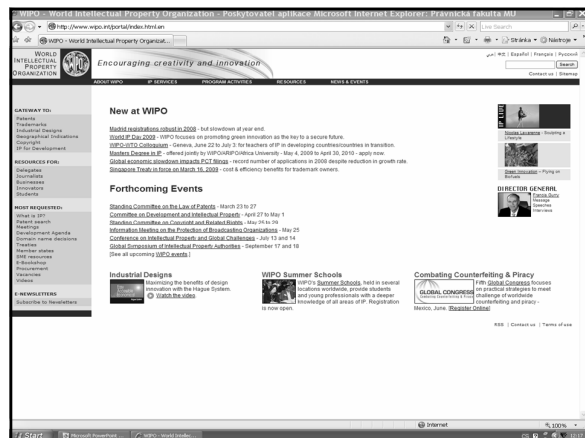 WIPO - World Intellectual Property Organization - Poskytovatel aplikace Microsoft Internet Explorer: Právnická fakulta MU
http://www.wipo.int/portal/index.html.en
Live Search
WIPO - World Intellectual Property Organizat...
Stránka
Nástroje
WORLD
INTELLECTUAL
PROPERTY
ORGANIZATION
WIPO
Encouraging creativity and innovation
Español | Français | Русский
Search
Contact us | Sitemap
ABOUT WIPO
IP SERVICES
PROGRAM ACTIVITIES
RESOURCES
NEWS & EVENTS
GATEWAY TO:
Patents
Trademarks
Industrial Designs
Geographical Indications
Copyright
IP for Development
RESOURCES FOR:
Delegates
Journalists
Businesses
Innovators
Students
MOST REQUESTED:
What is IP?
Patent search
Meetings
Development Agenda
Domain name decisions
Treaties
Member states
SME resources
E-Bookshop
Procurement
Vacancies
Videos
E-NEWSLETTERS
Subscribe to Newsletters
New at WIPO
Madrid registrations robust in 2008 - but slowdown at year end.
World IP Day 2009 - WIPO focuses on promoting green innovation as the key to a secure future.
WIPO-WTO Colloquium - Geneva, June 22 to July 3: for teachers of IP in developing countries/countries in transition.
Masters Degree in IP - offered jointly by WIPO/ARIPO/Africa University - May 4, 2009 to April 30, 2010 - apply now.
Global economic slowdown impacts PCT filings - record number of applications in 2008 despite reduction in growth rate.
Singapore Treaty in force on March 16, 2009 - cost & efficiency benefits for trademark owners.
Forthcoming Events
Standing Committee on the Law of Patents - March 23 to 27
Committee on Development and Intellectual Property - April 27 to May 1
Standing Committee on Copyright and Related Rights - May 25 to 29
Information Meeting on the Protection of Broadcasting Organizations - May 25
Conference on Intellectual Property and Global Challenges - July 13 and 14
Global Symposium of Intellectual Property Authorities - September 17 and 18
[See all upcoming WIPO events.]
IP LIVE
Nicolas Lecarenne - Sculpting a Lifestyle
Green Innovation - Flying on Biofuels
DIRECTOR GENERAL
Francis Gurry
Message
Speeches
Interviews
Industrial Designs
Maximizing the benefits of design
innovation with the Hague System.
Watch the video.
WIPO Summer Schools
WIPO's Summer Schools, held in several
locations worldwide, provide students
and young professionals with a deeper
knowledge of all areas of IP. Registration
is now open.
Combating Counterfeiting & Piracy
GLOBAL CONGRESS
Fifth Global Congress focuses
on practical strategies to meet
challenge of worldwide
counterfeiting and piracy -
Mexico, June. [Register Online]
RSS | Contact us | Terms of use
Internet
100%
Start
Microsoft PowerPoint ...
WIPO - World Intellec...
CS